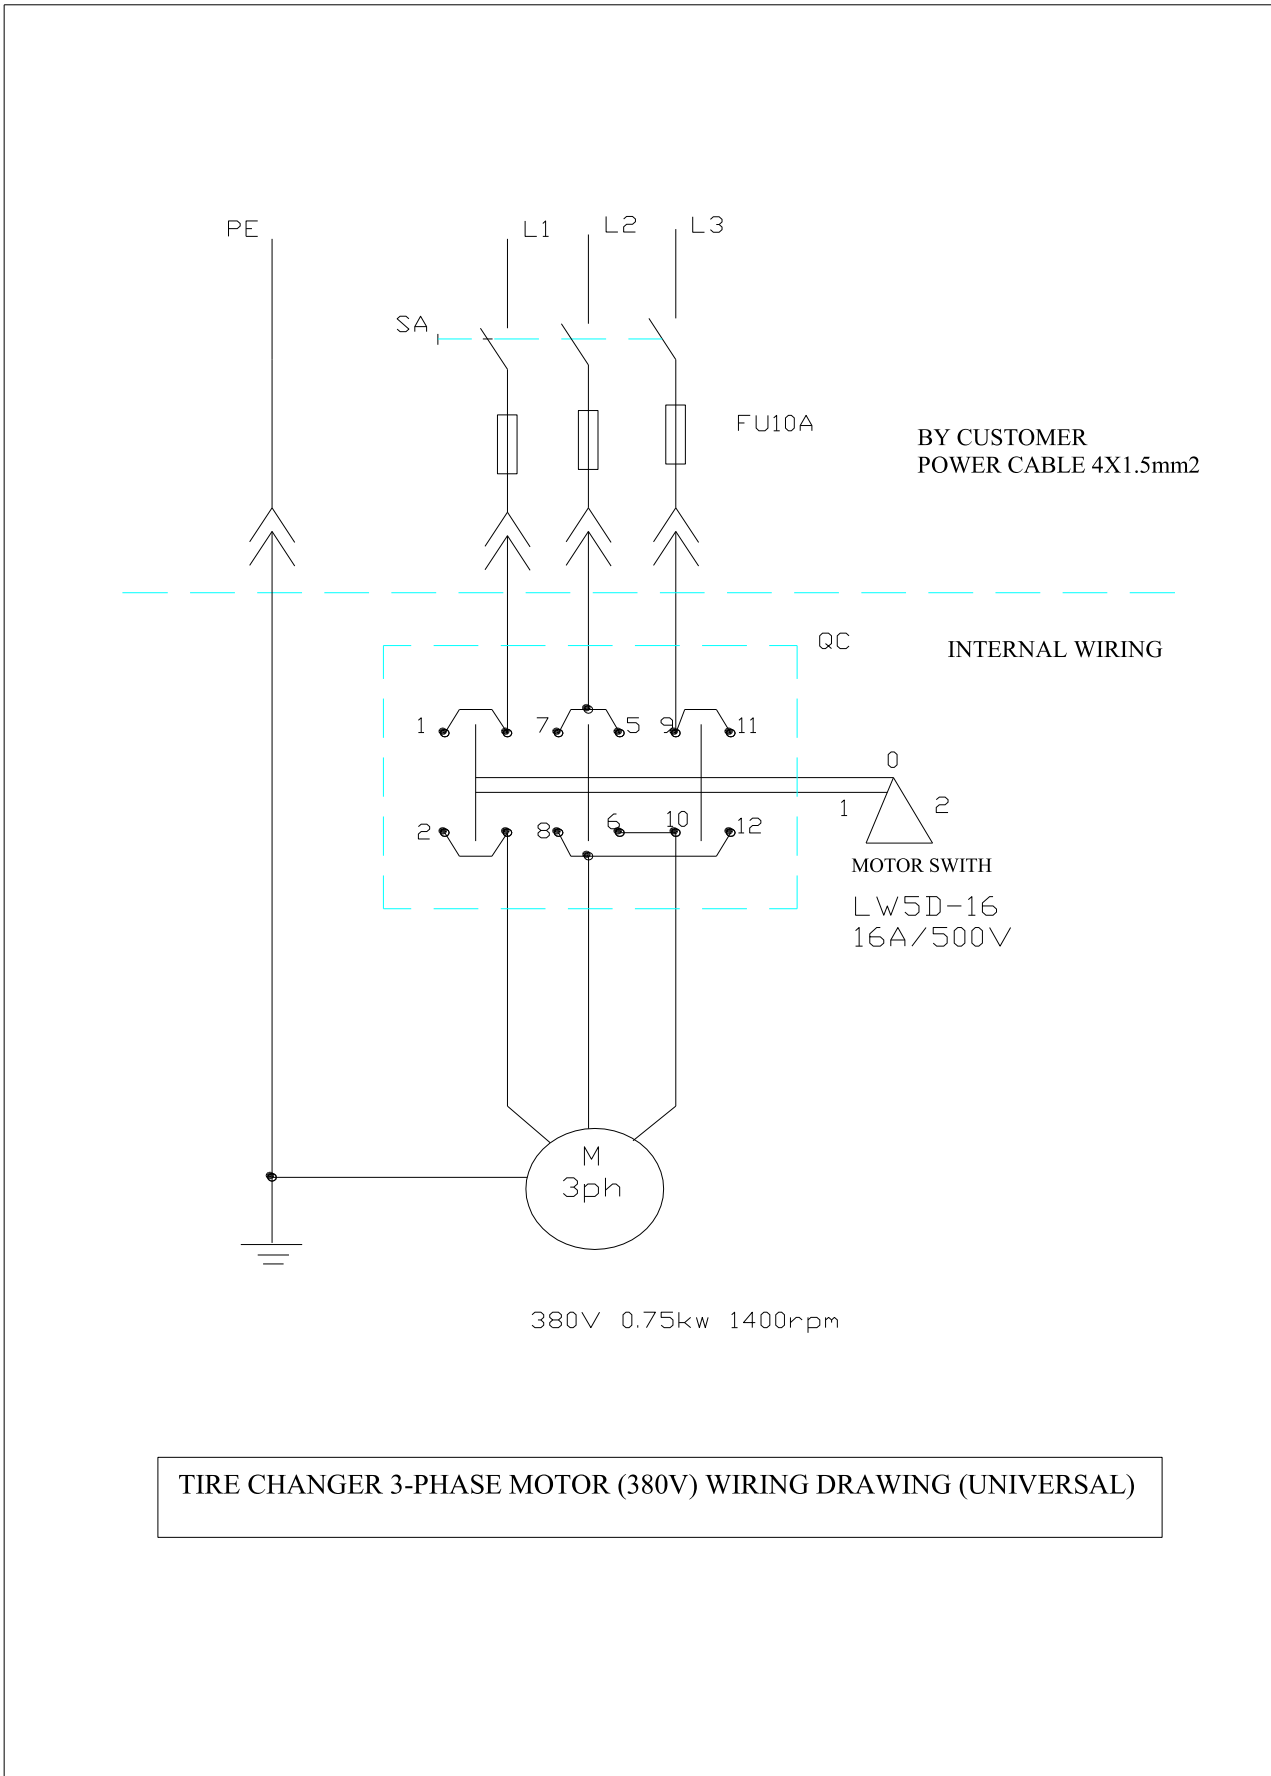 PE
L1
L2
L3
SA
FU10A
BY CUSTOMER
POWER CABLE 4X1.5mm2
QC
INTERNAL WIRING
1
7
5
9
11
0
1
2
2
8
6
10
12
MOTOR SWITH
LW5D-16
16A/500V
M
3ph
380V 0.75kw 1400rpm
TIRE CHANGER 3-PHASE MOTOR (380V) WIRING DRAWING (UNIVERSAL)